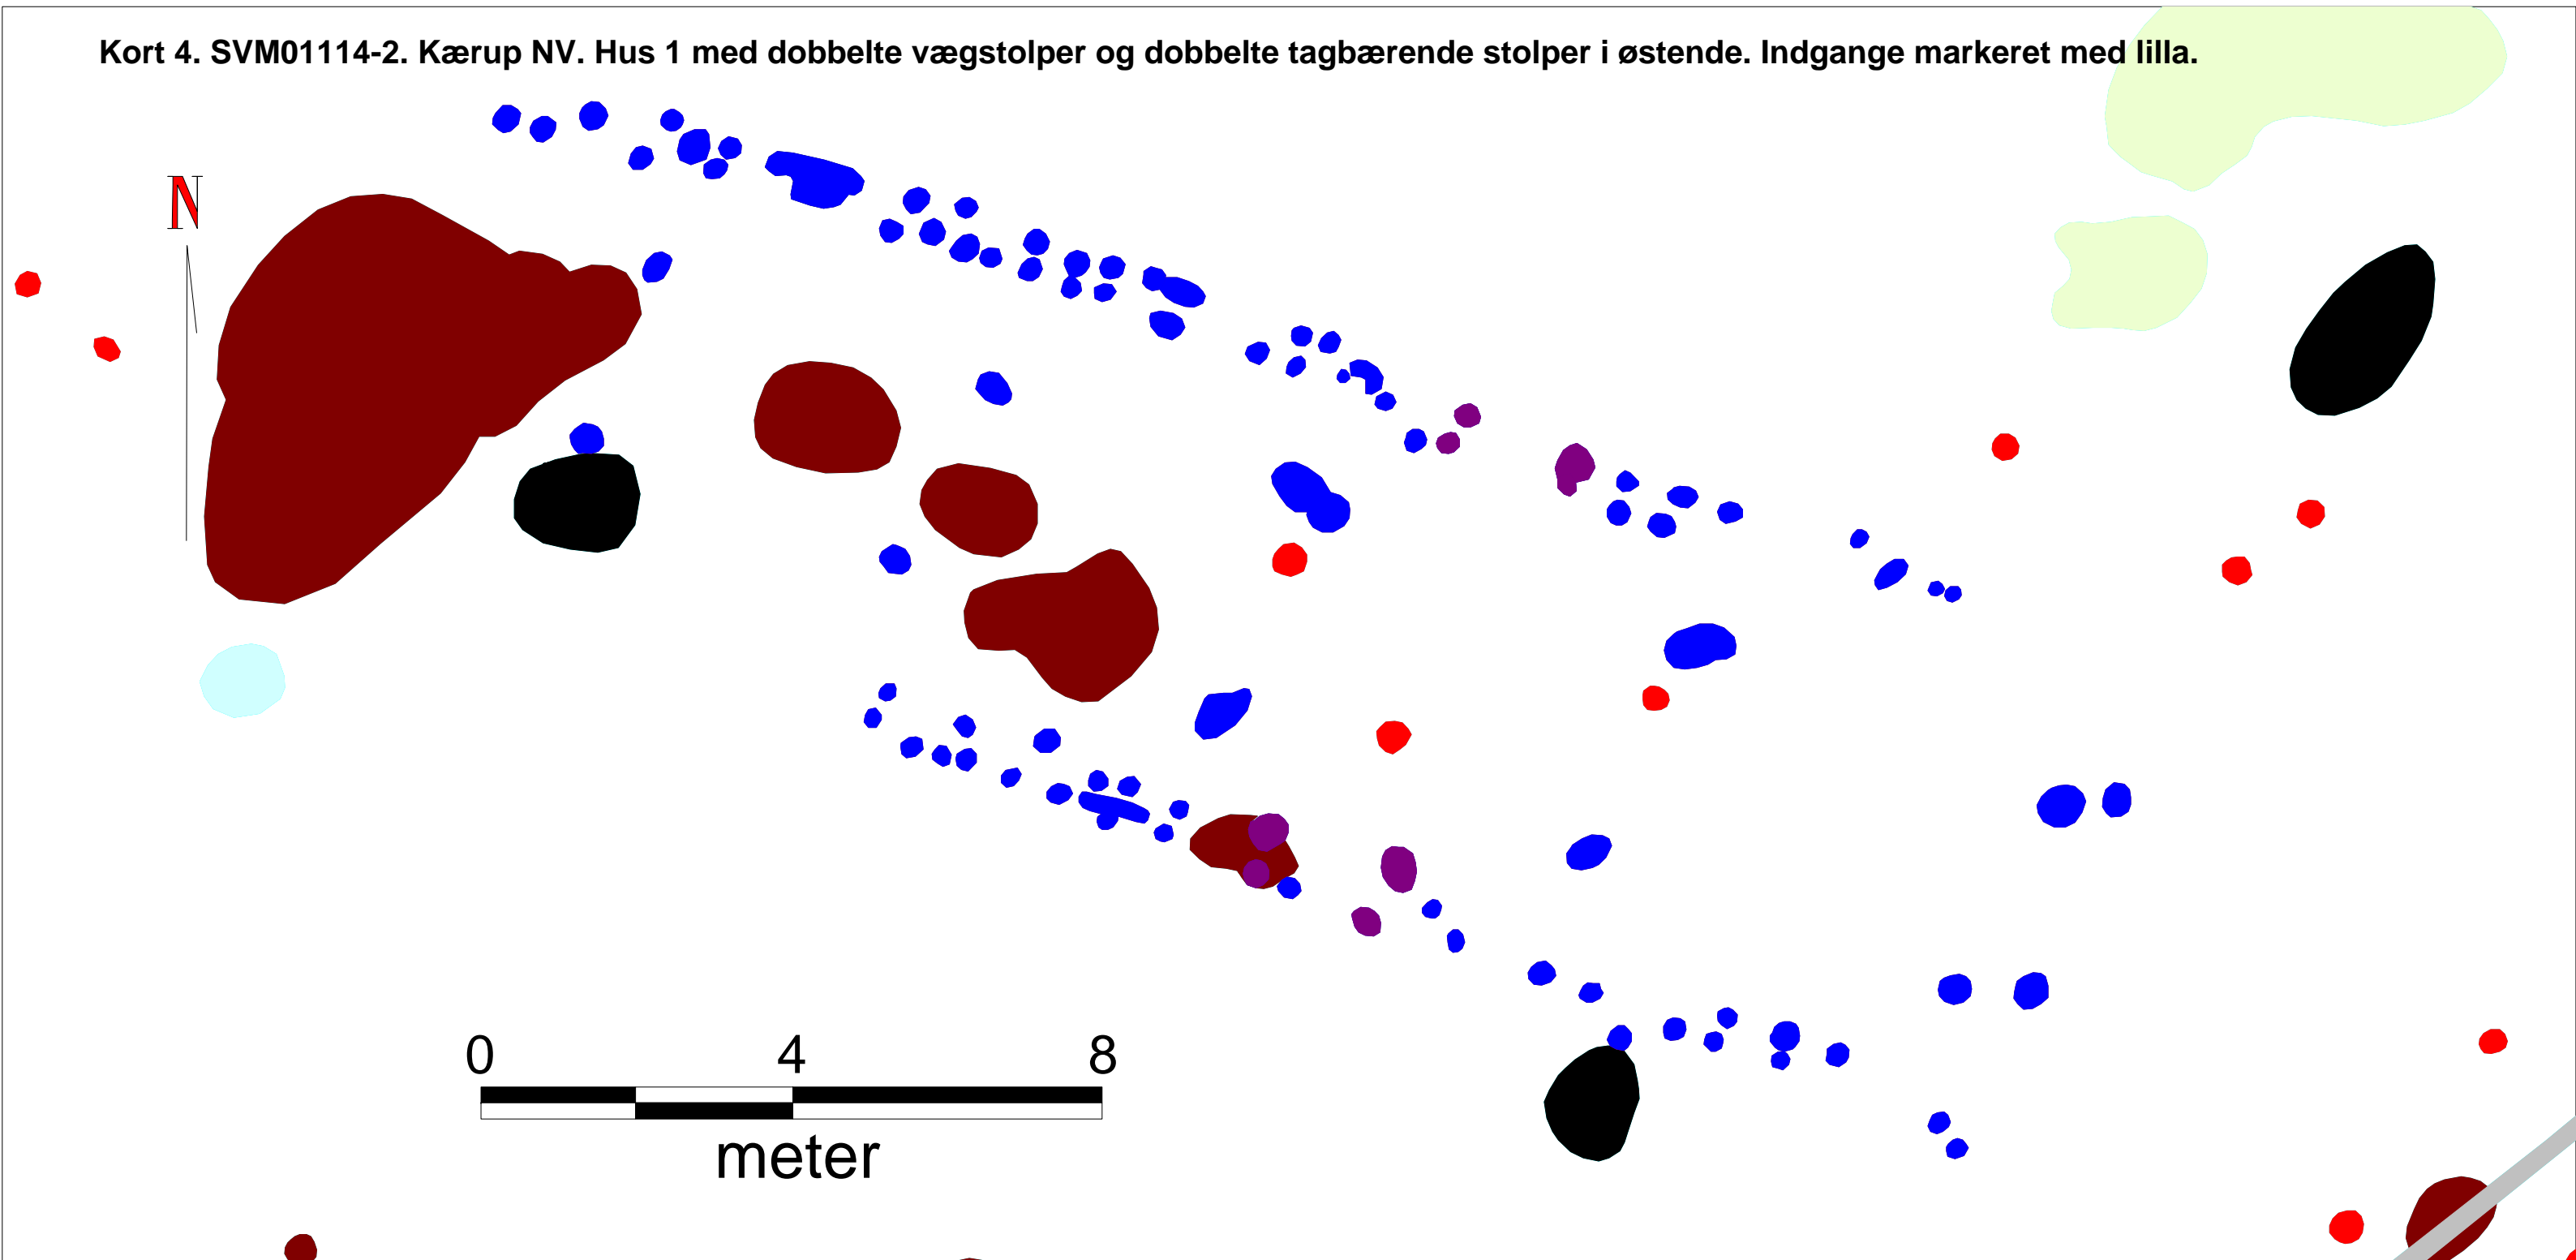 Kort 4. SVM01114-2. Kærup NV. Hus 1 med dobbelte vægstolper og dobbelte tagbærende stolper i østende. Indgange markeret med lilla.
N
0 4 8
meter